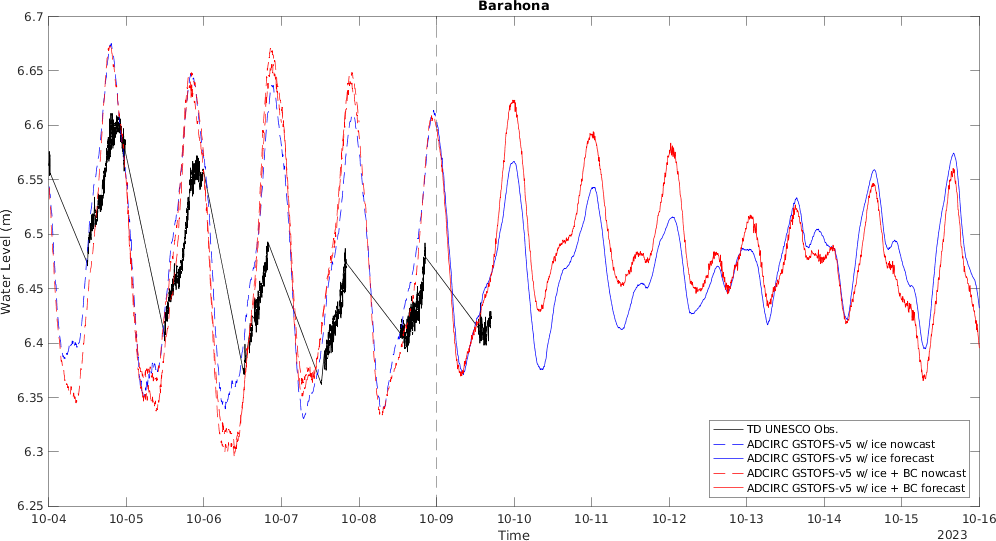 Barahona
Water Level (m)
6.7
6.65
6.6
6.55
6.5
6.45
6.4
6.35
6.3
6.25
TD UNESCO Obs.
ADCIRC GSTOFS-v5 w/ ice nowcast
ADCIRC GSTOFS-v5 w/ ice forecast
ADCIRC GSTOFS-v5 w/ ice + BC nowcast
ADCIRC GSTOFS-v5 w/ ice + BC forecast
10-04 10-05 10-06 10-07 10-08 10-09 10-10 10-11 10-12 10-13 10-14 10-15 10-16
Time
2023